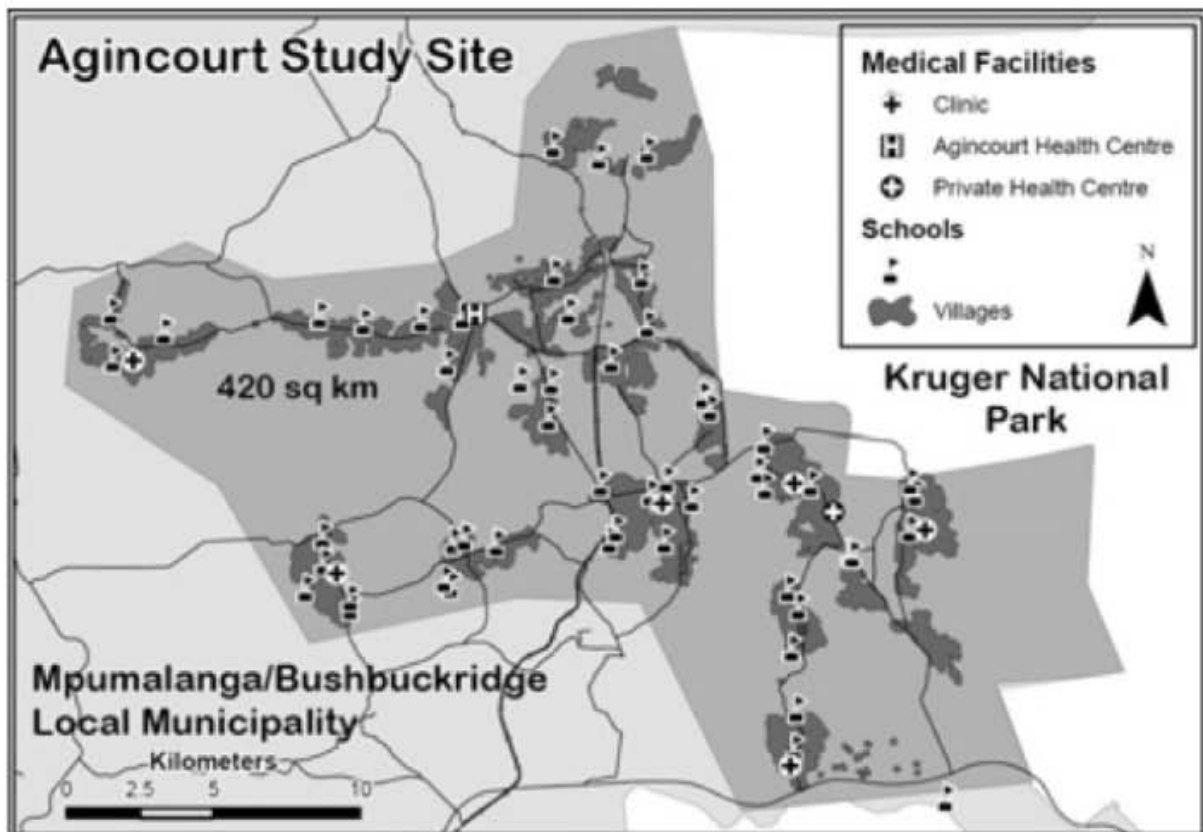 Agincourt Study Site
Medical Facilities
Clinic
Agincourt Health Centre
Private Health Centre
Schools
N
Villages
420 sq km
Kruger National
Park
Mpumalanga/Bushbuckridge
Local Municipality
Kilometers
0 2.5 5 10